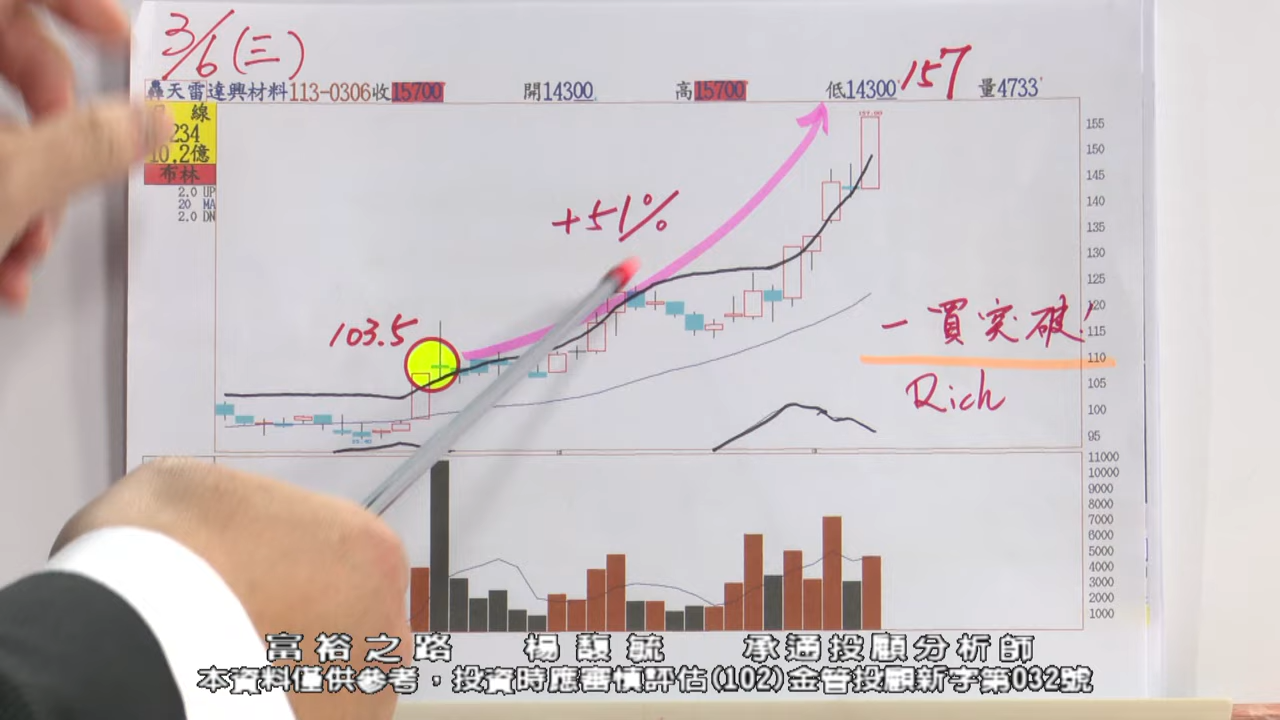 3/6(三)
轟天雷達興材料113-0306收15700 開14300 高15700 低14300 量4733
157
線
234
10.2億
布林
2.0 UP
20 MA
2.0 DN
+51%
103.5
一買突破!
Rich
157.00
155
150
145
140
135
130
125
120
115
110
105
100
95
11000
10000
9000
8000
7000
6000
5000
4000
3000
2000
1000
富裕之路 楊馥毓 承通投顧分析師
本資料僅供參考,投資時應審慎評估(102)金管投顧新字第032號